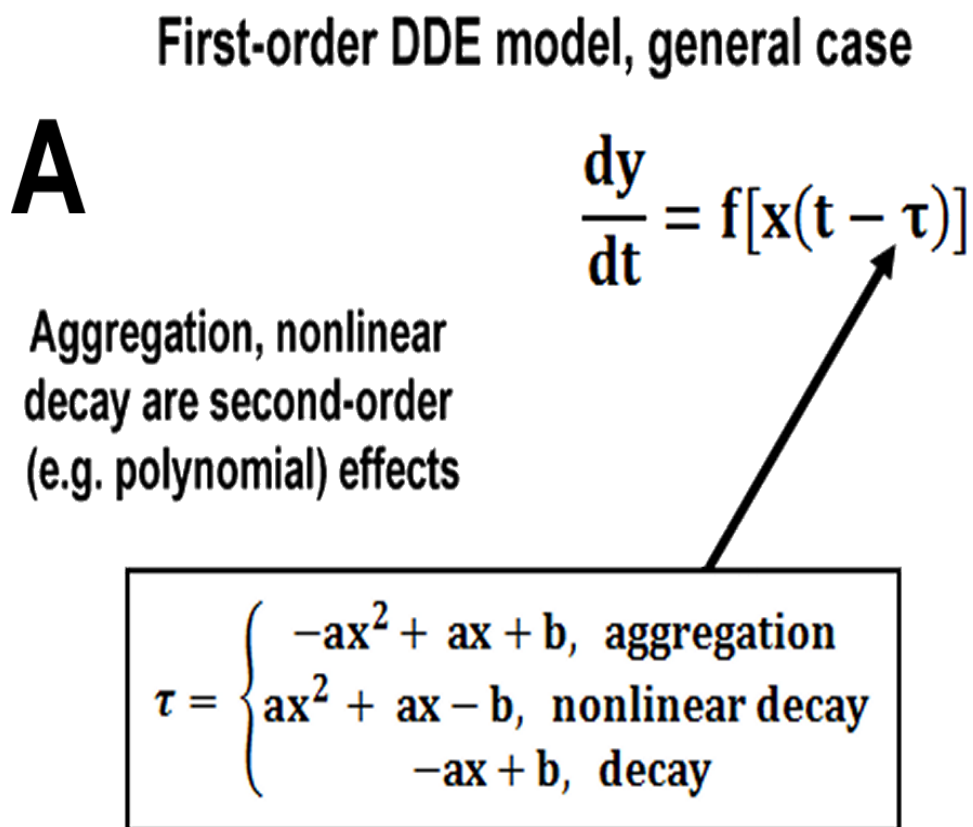 First-order DDE model, general case
A
dy/dt = f[x(t − τ)]
Aggregation, nonlinear
decay are second-order
(e.g. polynomial) effects
τ = {
−ax² + ax + b, aggregation
ax² + ax − b, nonlinear decay
−ax + b, decay